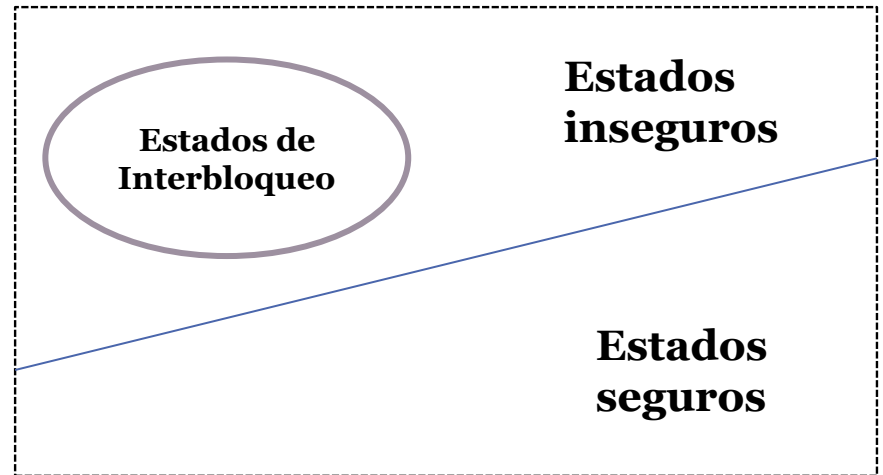 Estados
inseguros
Estados de
Interbloqueo
Estados
seguros